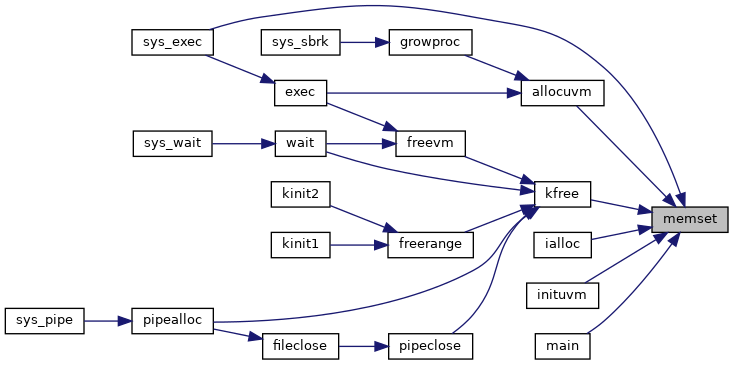 sys_exec
sys_sbrk
growproc
exec
allocuvm
sys_wait
wait
freevm
kinit2
kfree
memset
kinit1
freerange
ialloc
inituvm
sys_pipe
pipealloc
fileclose
pipeclose
main